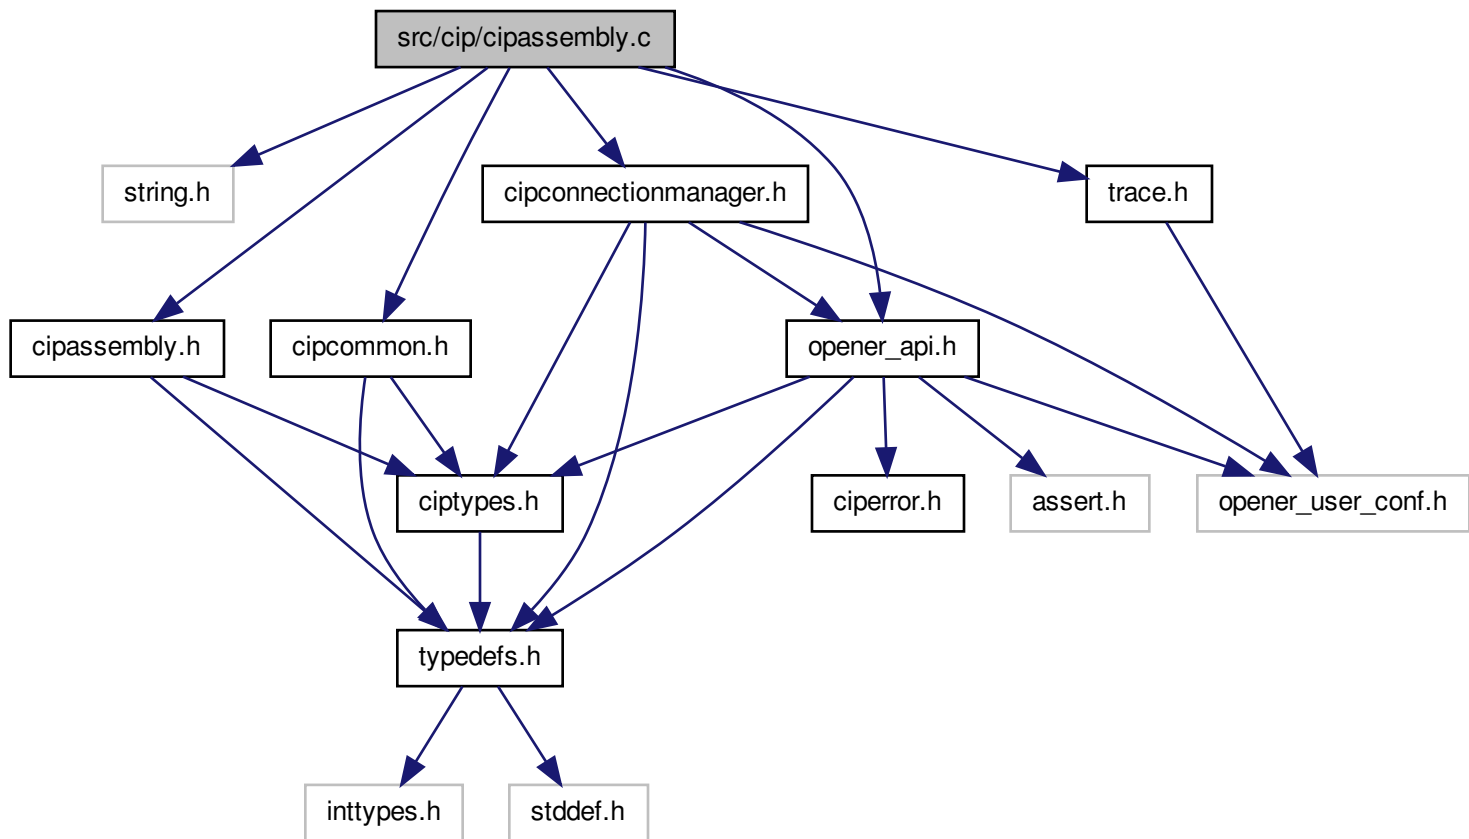 src/cip/cipassembly.c
string.h
cipconnectionmanager.h
trace.h
cipassembly.h
cipcommon.h
opener_api.h
ciptypes.h
ciperror.h
assert.h
opener_user_conf.h
typedefs.h
inttypes.h
stddef.h